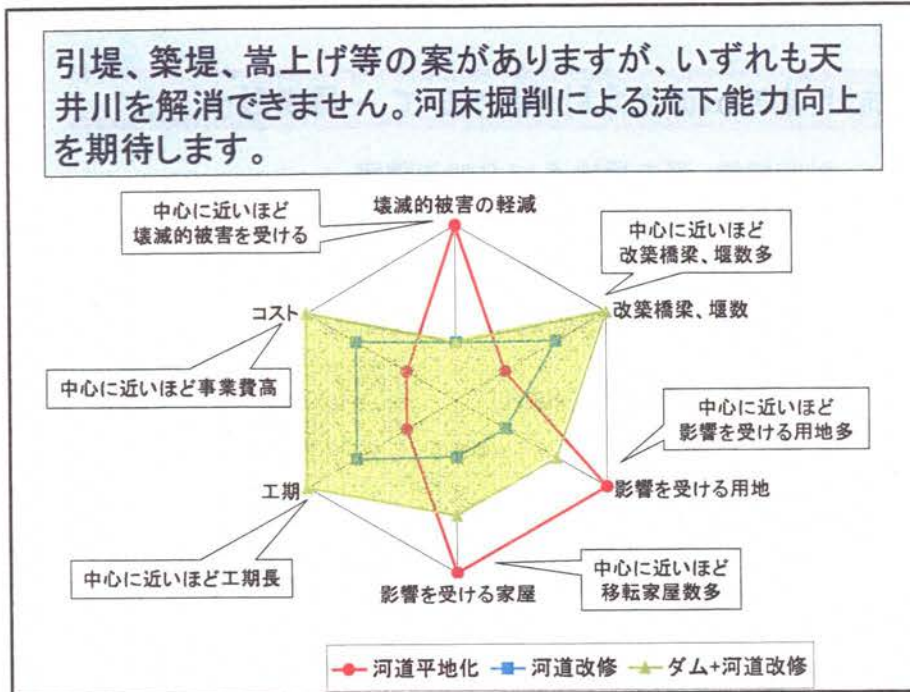 引堤、築堤、嵩上げ等の案がありますが、いずれも天
井川を解消できません。河床掘削による流下能力向上
を期待します。
中心に近いほど
壊滅的被害を受ける
壊滅的被害の軽減
中心に近いほど
改築橋梁、堰数多
コスト
改築橋梁、堰数
中心に近いほど事業費高
中心に近いほど
影響を受ける用地多
工期
影響を受ける用地
中心に近いほど工期長
影響を受ける家屋
中心に近いほど
移転家屋数多
河道平地化
河道改修
ダム+河道改修